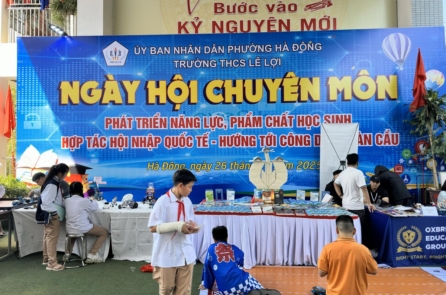 Bước vào
KỶ NGUYÊN MỚI
ỦY BAN NHÂN DÂN PHƯỜNG HÀ ĐÔNG
TRƯỜNG THCS LÊ LỢI
NGÀY HỘI CHUYÊN MÔN
PHÁT TRIỂN NĂNG LỰC, PHẨM CHẤT HỌC SINH
HỢP TÁC HỘI NHẬP QUỐC TẾ - HƯỚNG TỚI CÔNG DÂN TOÀN CẦU
Hà Đông, ngày 26